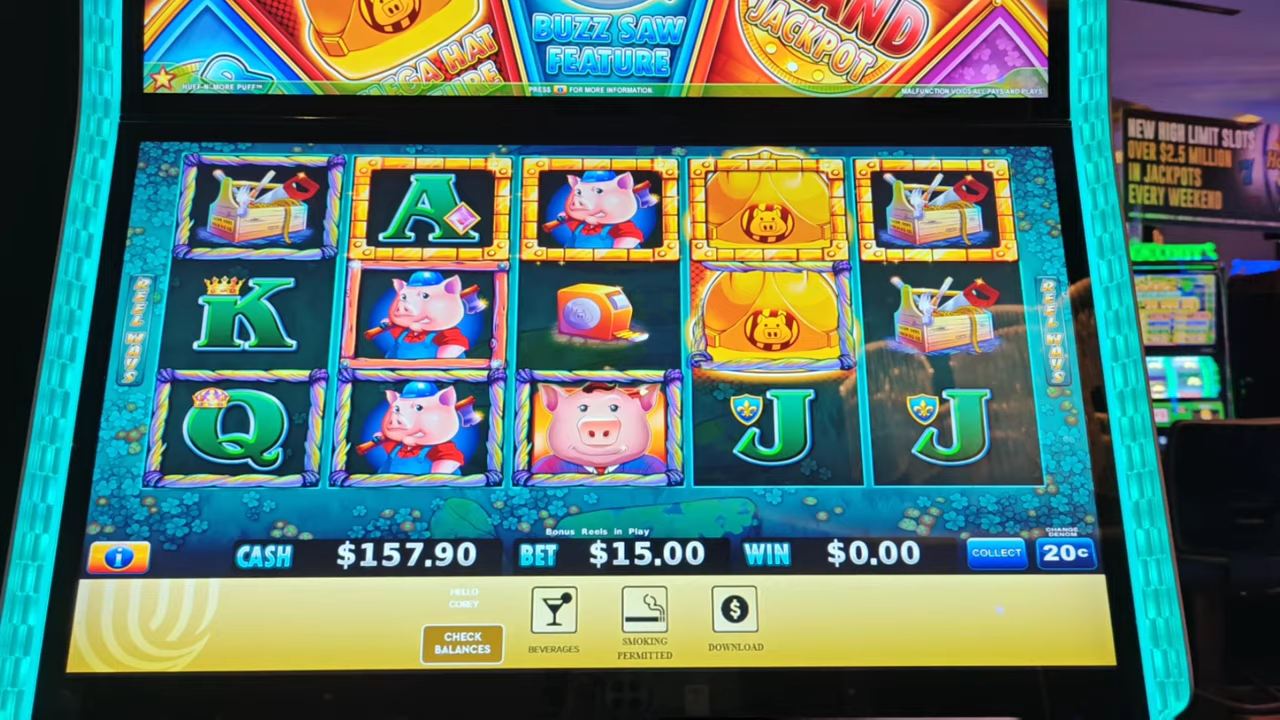 MEGA HAT
BUZZ SAW
FEATURE
GRAND
JACKPOT
HUFF N' MORE PUFF™
PRESS FOR MORE INFORMATION.
MALFUNCTION VOIDS ALL PAYS AND PLAYS
NEW HIGH LIMIT SLOTS
OVER $2.5 MILLION
IN JACKPOTS
EVERY WEEKEND
A
K
Q
J
J
REEL WAYS
REEL WAYS
Bonus Reels in Play
CASH $157.90 BET $15.00 WIN $0.00
COLLECT
CHANGE
DENOM
20¢
HELLO
COREY
CHECK
BALANCES
BEVERAGES
SMOKING
PERMITTED
DOWNLOAD